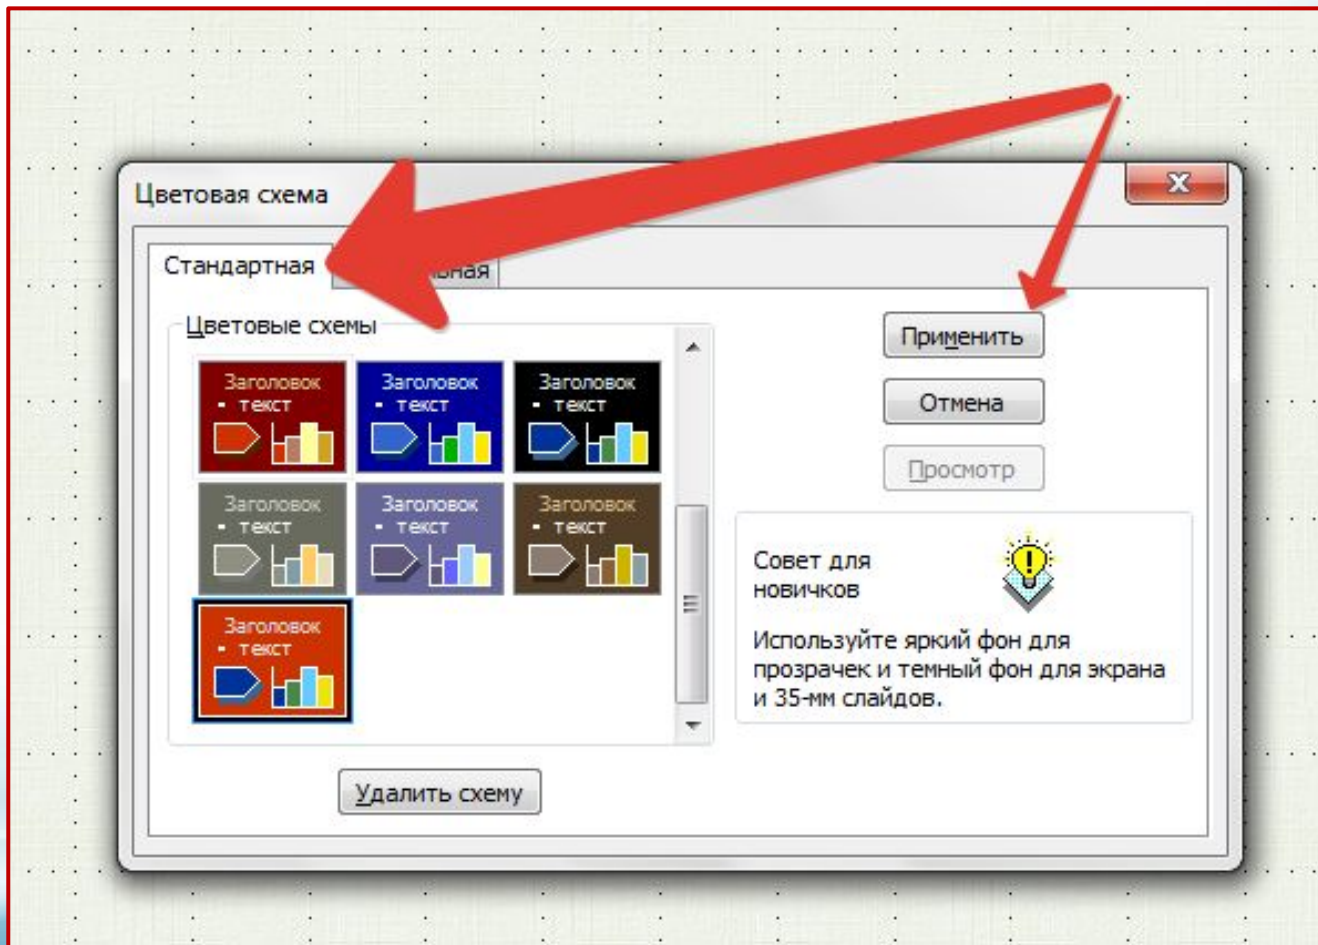 Цветовая схема
Стандартная
Цветовые схемы
Заголовок
текст
Заголовок
текст
Заголовок
текст
Заголовок
текст
Заголовок
текст
Заголовок
текст
Заголовок
текст
Удалить схему
Применить
Отмена
Просмотр
Совет для
новичков
Используйте яркий фон для
прозрачек и темный фон для экрана
и 35-мм слайдов.